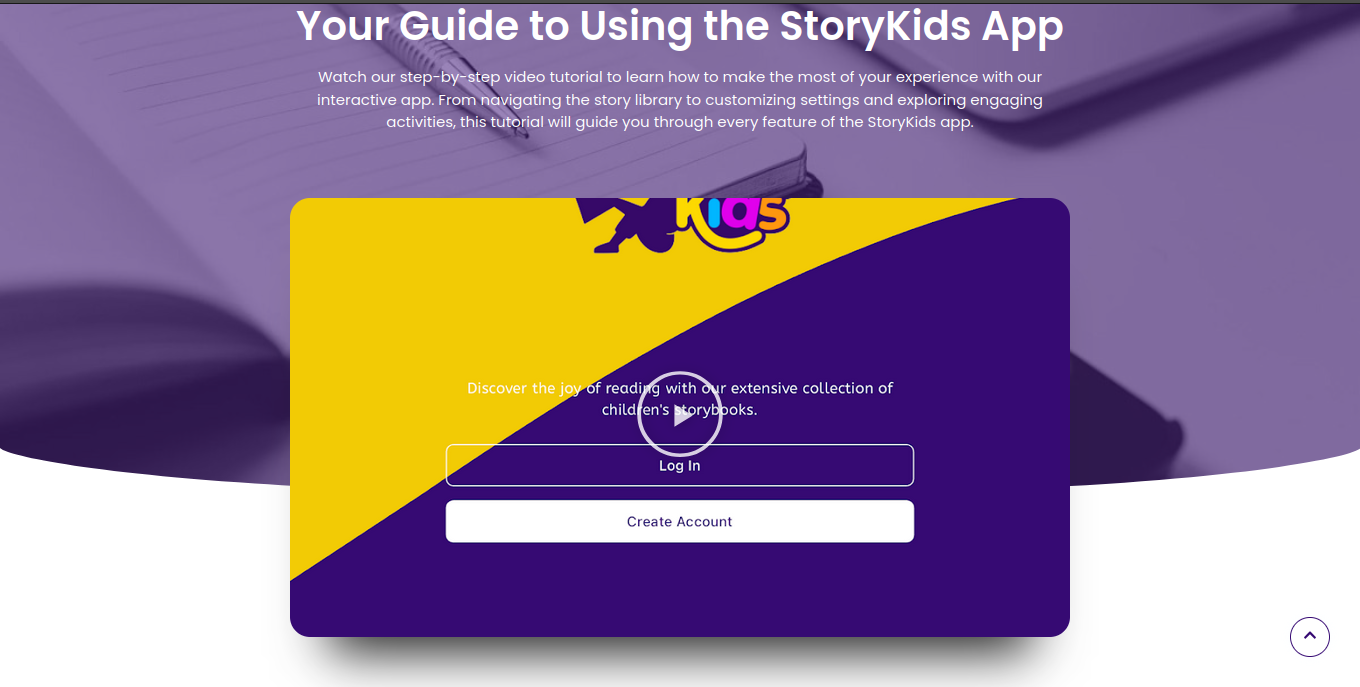 Your Guide to Using the StoryKids App
Watch our step-by-step video tutorial to learn how to make the most of your experience with our
interactive app. From navigating the story library to customizing settings and exploring engaging
activities, this tutorial will guide you through every feature of the StoryKids app.
kids
Discover the joy of reading with our extensive collection of
children's storybooks.
Log In
Create Account